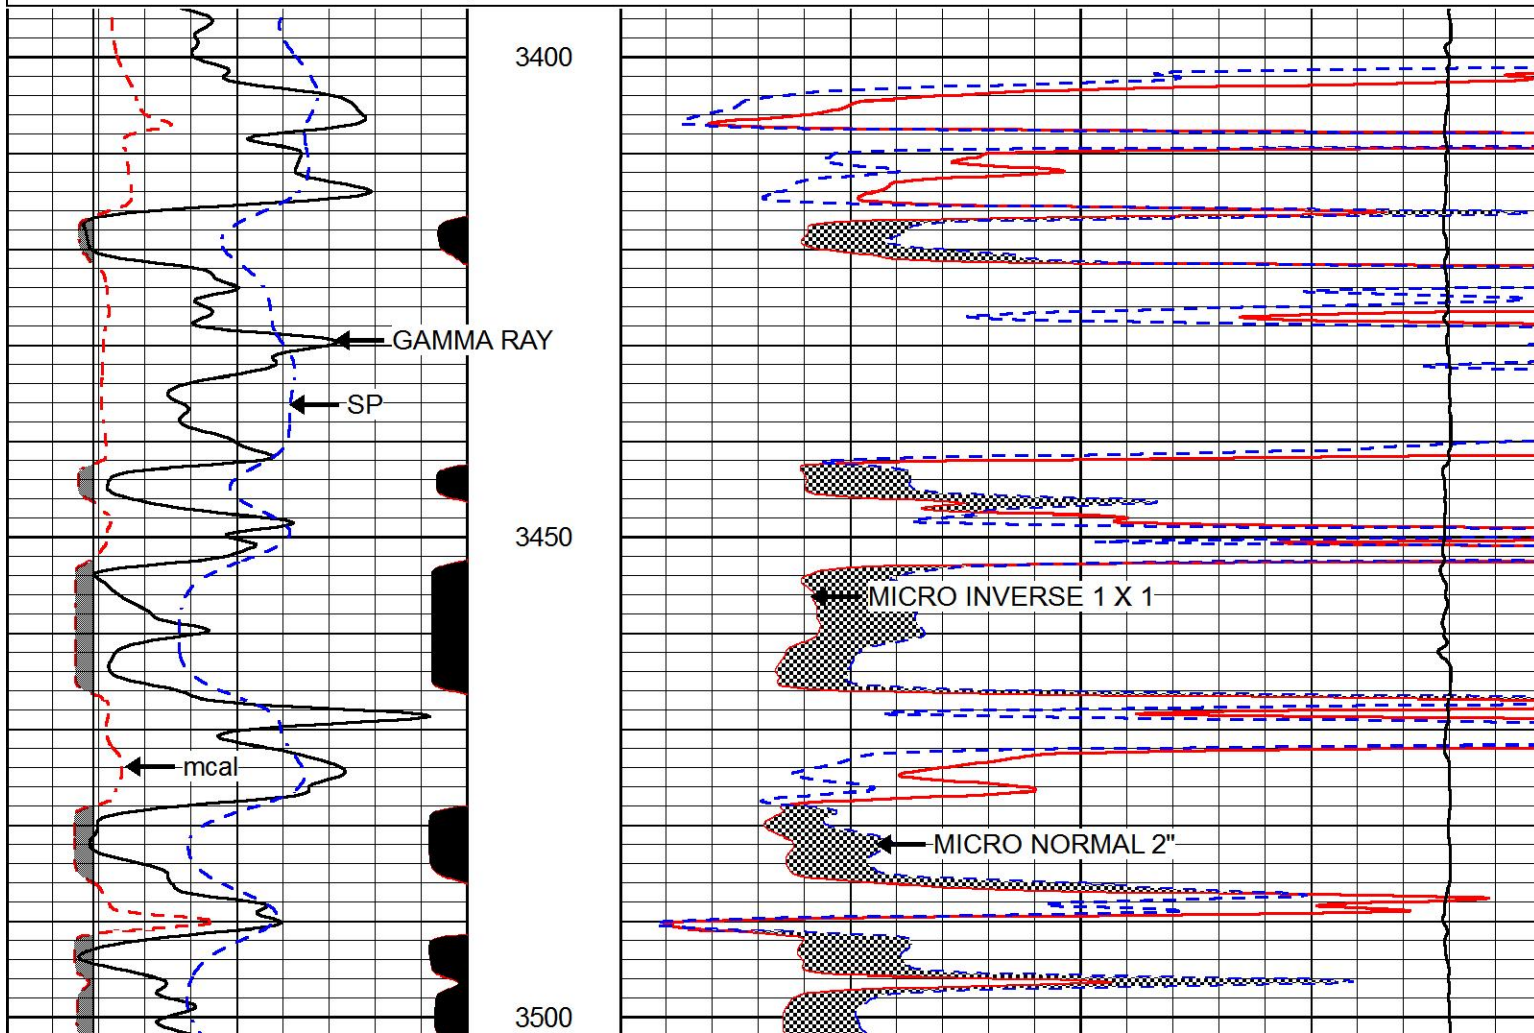 3400
GAMMA RAY
SP
3450
MICRO INVERSE 1 X 1
mcal
MICRO NORMAL 2"
3500